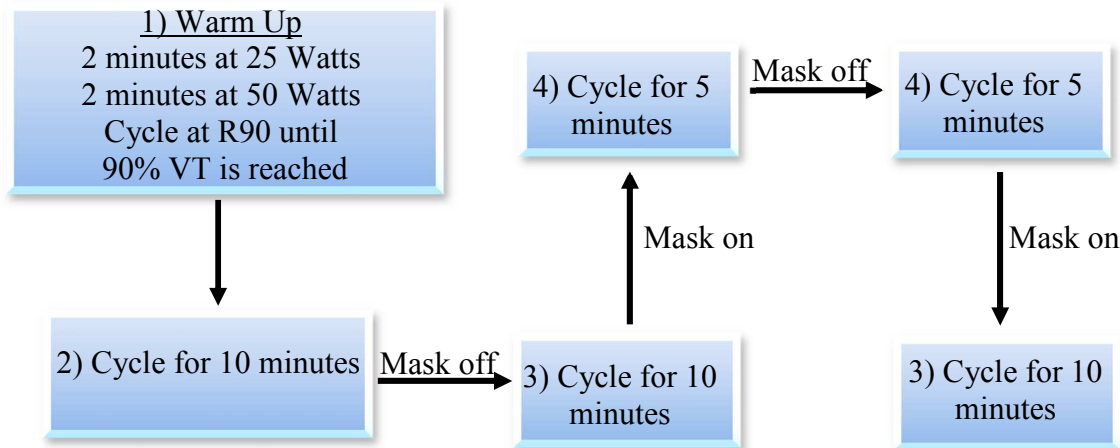 1) Warm Up
2 minutes at 25 Watts
2 minutes at 50 Watts
Cycle at R90 until
90% VT is reached
2) Cycle for 10 minutes
Mask off
3) Cycle for 10
minutes
Mask on
4) Cycle for 5
minutes
Mask off
4) Cycle for 5
minutes
Mask on
3) Cycle for 10
minutes